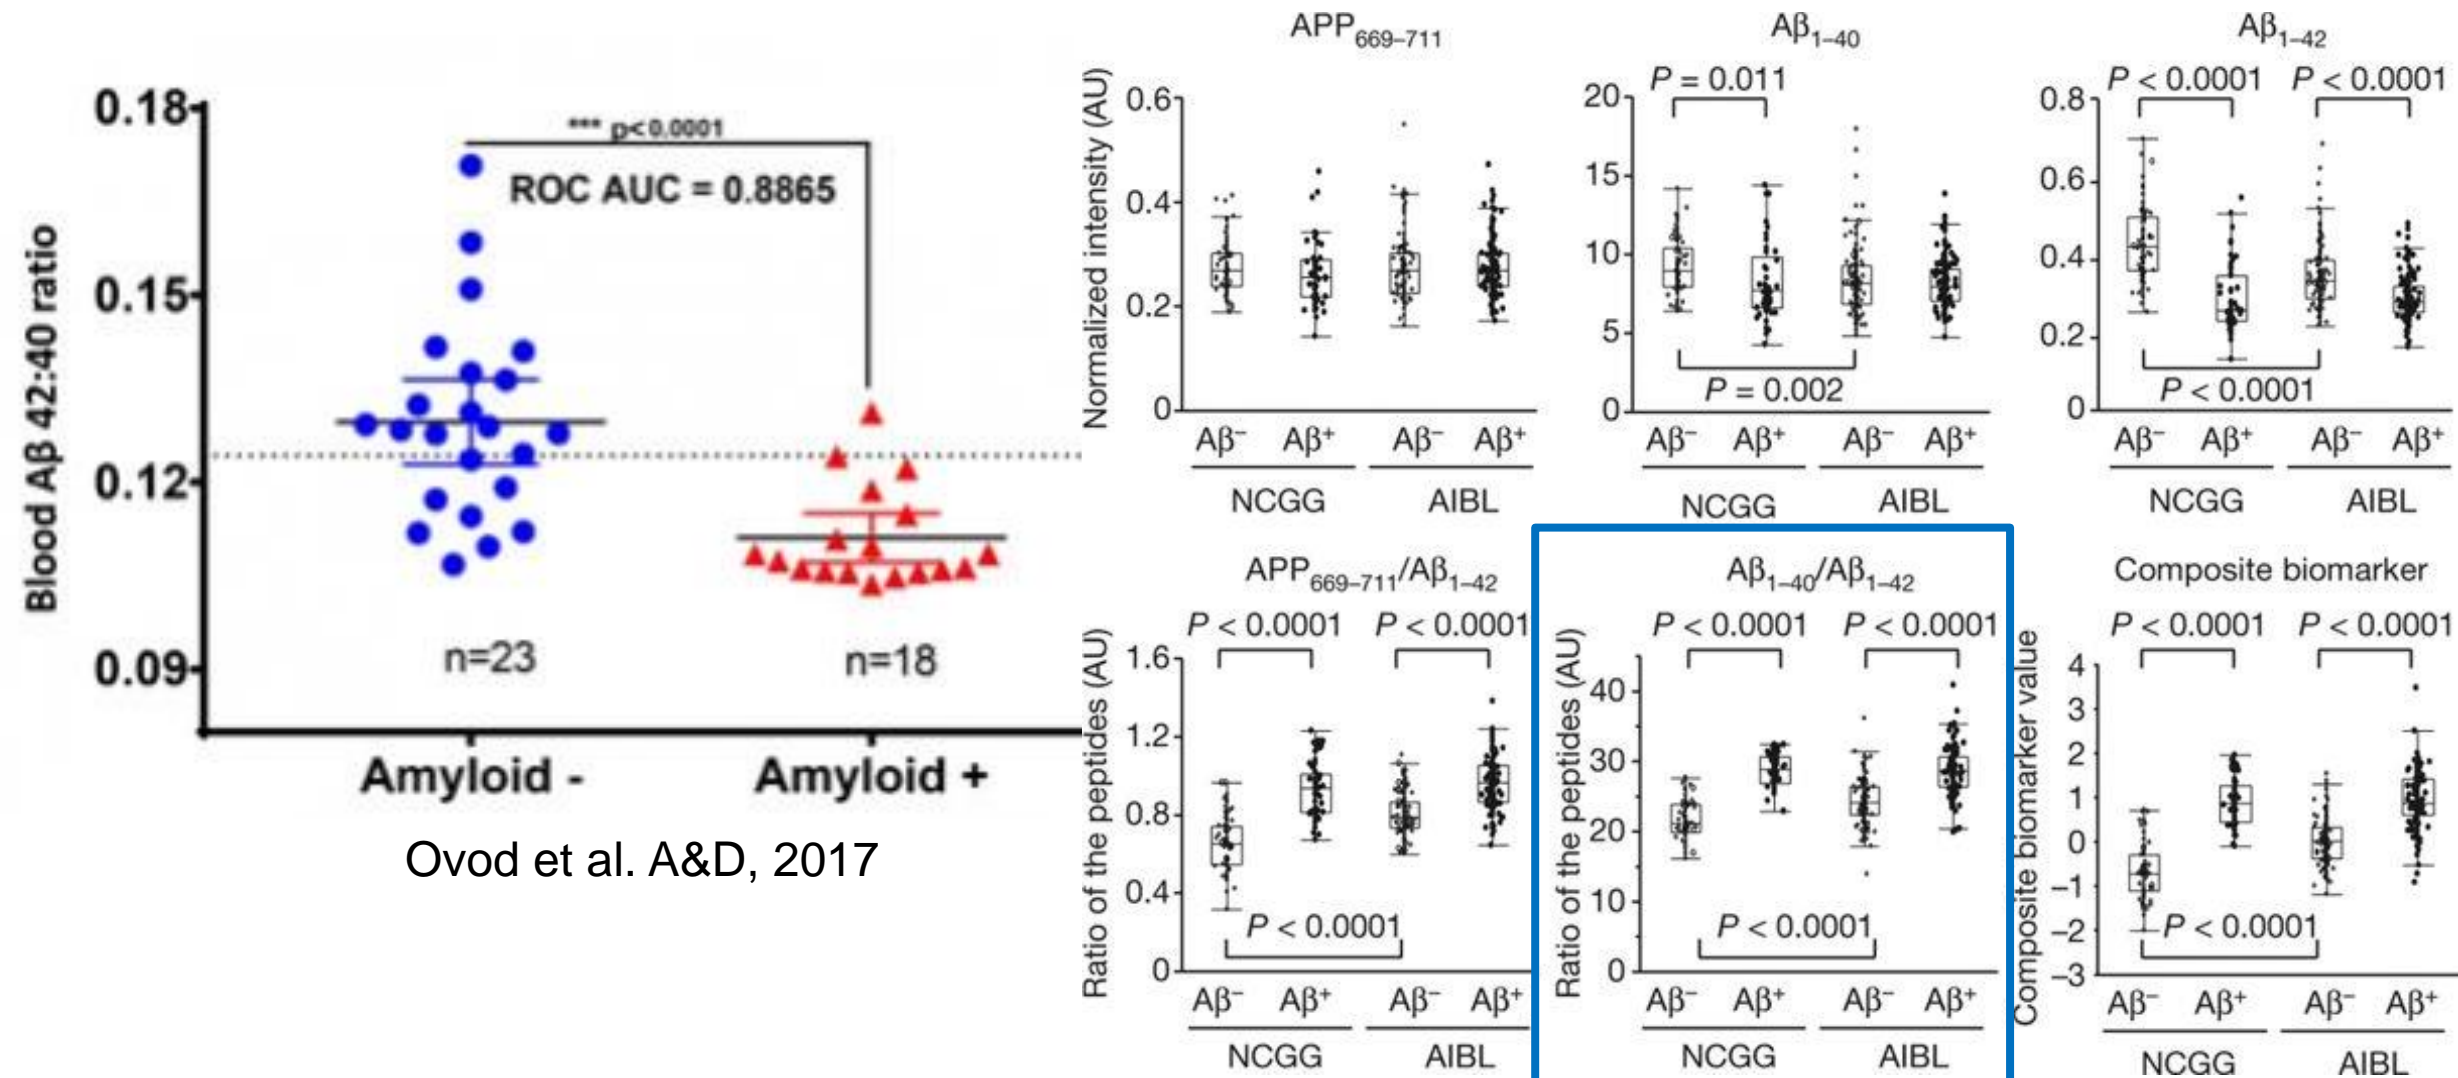 Blood Aβ 42:40 ratio
0.18
0.15
0.12
0.09
*** p<0.0001
ROC AUC = 0.8865
n=23
n=18
Amyloid -
Amyloid +
Ovod et al. A&D, 2017
APP669–711
Normalized intensity (AU)
0.6
0.4
0.2
0
Aβ– Aβ+ Aβ– Aβ+
NCGG AIBL
Aβ1–40
P = 0.011
20
15
10
5
0
P = 0.002
Aβ– Aβ+ Aβ– Aβ+
NCGG AIBL
Aβ1–42
P < 0.0001 P < 0.0001
0.8
0.6
0.4
0.2
0
P < 0.0001
Aβ– Aβ+ Aβ– Aβ+
NCGG AIBL
APP669–711/Aβ1–42
P < 0.0001 P < 0.0001
Ratio of the peptides (AU)
1.6
1.2
0.8
0.4
0
P < 0.0001
Aβ– Aβ+ Aβ– Aβ+
NCGG AIBL
Aβ1–40/Aβ1–42
P < 0.0001 P < 0.0001
Ratio of the peptides (AU)
40
30
20
10
0
P < 0.0001
Aβ– Aβ+ Aβ– Aβ+
NCGG AIBL
Composite biomarker
P < 0.0001 P < 0.0001
Composite biomarker value
4
3
2
1
0
–1
–2
–3
P < 0.0001
Aβ– Aβ+ Aβ– Aβ+
NCGG AIBL